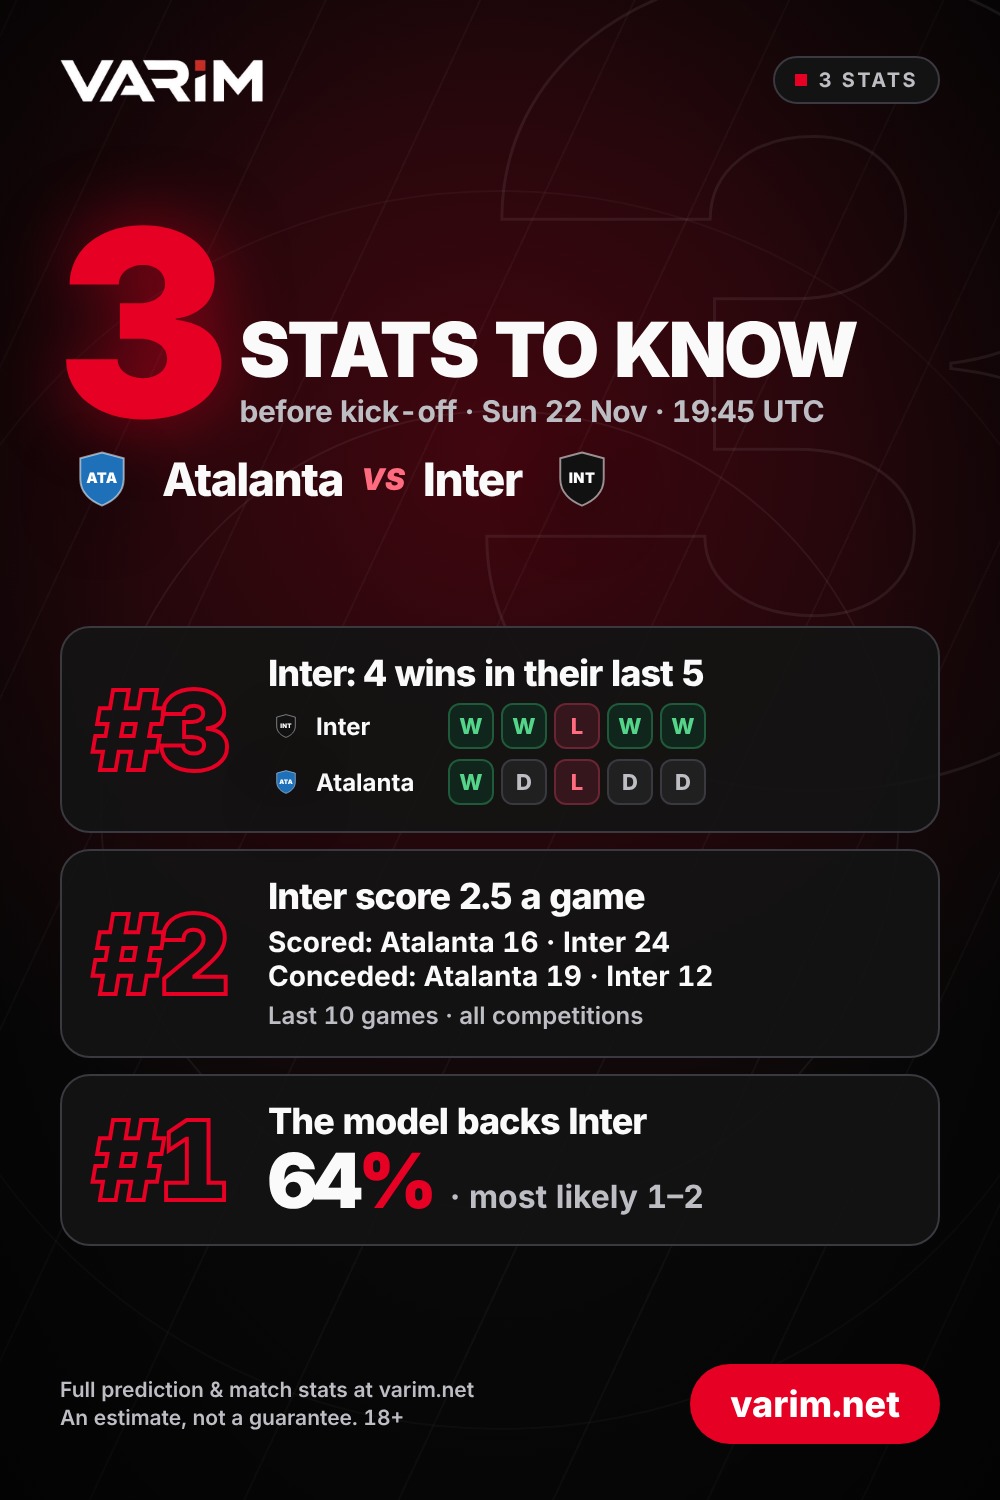 VARiM
3 STATS
3 STATS TO KNOW
before kick-off · Sun 22 Nov · 19:45 UTC
ATA Atalanta vs Inter INT
#3
Inter: 4 wins in their last 5
INT Inter W W L W W
ATA Atalanta W D L D D
#2
Inter score 2.5 a game
Scored: Atalanta 16 · Inter 24
Conceded: Atalanta 19 · Inter 12
Last 10 games · all competitions
#1
The model backs Inter
64% · most likely 1–2
Full prediction & match stats at varim.net
An estimate, not a guarantee. 18+
varim.net